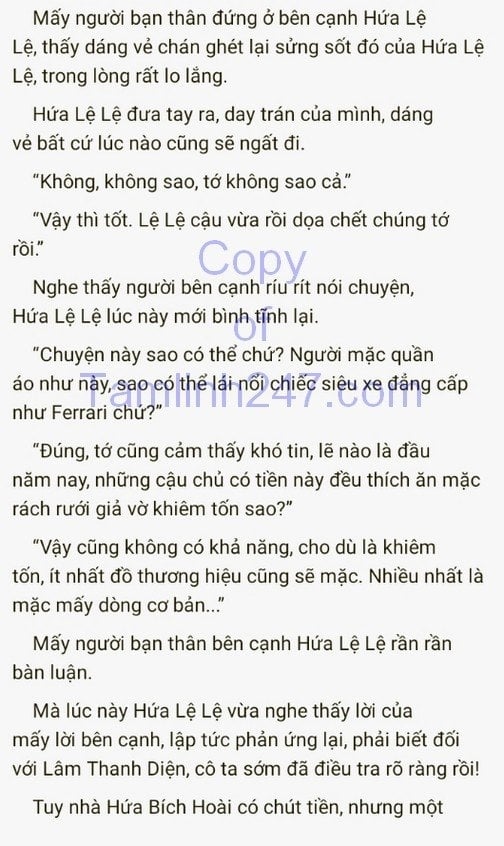 Mấy người bạn thân đứng ở bên cạnh Hứa Lệ
Lệ, thấy dáng vẻ chán ghét lại sửng sốt đó của Hứa Lệ
Lệ, trong lòng rất lo lắng.
Hứa Lệ Lệ đưa tay ra, day trán của mình, dáng
vẻ bất cứ lúc nào cũng sẽ ngất đi.
“Không, không sao, tớ không sao cả.”
“Vậy thì tốt. Lệ Lệ cậu vừa rồi dọa chết chúng tớ
rồi.”
Copy
Nghe thấy người bên cạnh ríu rít nói chuyện,
Hứa Lệ Lệ lúc này mới bình tĩnh lại.
of
“Chuyện này sao có thể chứ? Người mặc quần
áo như này, sao có thể lái nổi chiếc siêu xe đẳng cấp
Tamlinh247.com
như Ferrari chứ?”
“Đúng, tớ cũng cảm thấy khó tin, lẽ nào là đầu
năm nay, những cậu chủ có tiền này đều thích ăn mặc
rách rưới giả vờ khiêm tốn sao?”
“Vậy cũng không có khả năng, cho dù là khiêm
tốn, ít nhất đồ thương hiệu cũng sẽ mặc. Nhiều nhất là
mặc mấy dòng cơ bản...”
Mấy người bạn thân bên cạnh Hứa Lệ Lệ rần rần
bàn luận.
Mà lúc này Hứa Lệ Lệ vừa nghe thấy lời của
mấy lời bên cạnh, lập tức phản ứng lại, phải biết đối
với Lâm Thanh Diện, cô ta sớm đã điều tra rõ ràng rồi!
Tuy nhà Hứa Bích Hoài có chút tiền, nhưng một